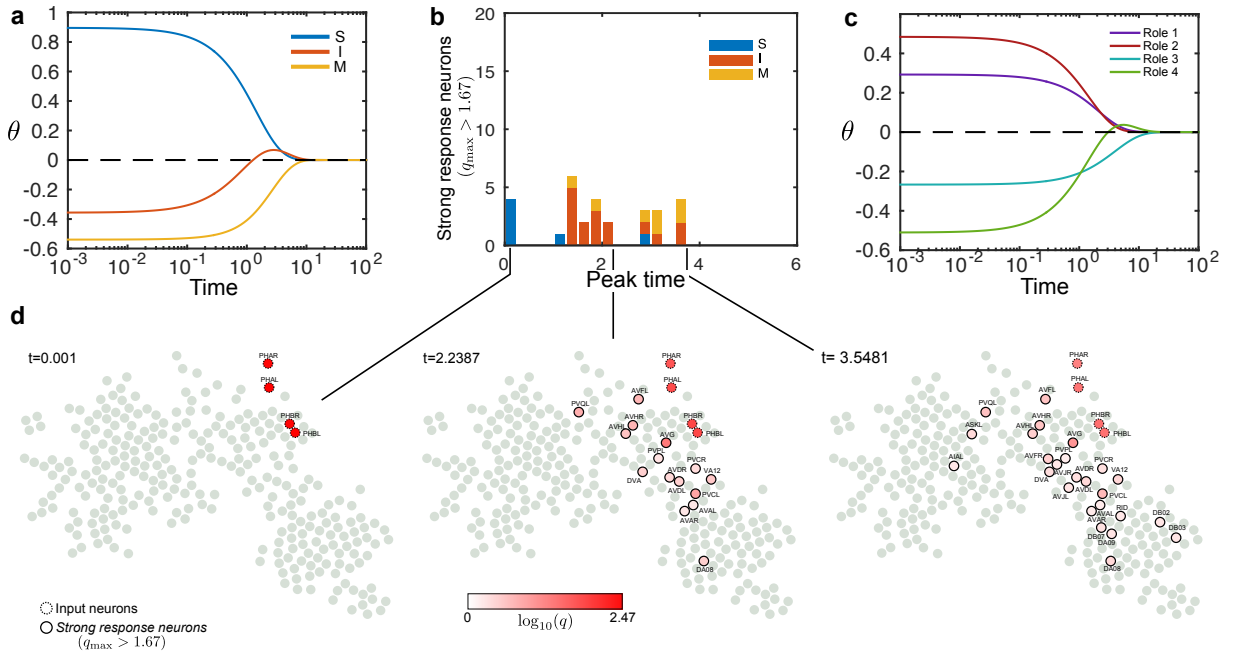 a
1
0.8
0.6
0.4
0.2
0
-0.2
-0.4
-0.6
θ
10^-3 10^-2 10^-1 10^0 10^1 10^2
Time
S
I
M
b
Strong response neurons
(q_max > 1.67)
20
15
10
5
0
0 2 4 6
Peak time
S
I
M
c
0.4
0.2
0
-0.2
-0.4
-0.6
θ
10^-3 10^-2 10^-1 10^0 10^1 10^2
Time
Role 1
Role 2
Role 3
Role 4
d
t=0.001
PHAR
PHAL
PHBR
PHBL
t=2.2387
PHAR
PHAL
AVFL
PVQL
AVHR
PHBR
AVHL
PHBL
AVG
PVPL
PVCR
DVA
AVDR
VA12
AVDL
PVCL
AVAL
AVAR
DA08
t= 3.5481
PHAR
PHAL
AVFL
PVQL
AVHR
PHBR
ASKL
AVHL
PHBL
AVG
PVPL
AVFR
PVCR
AIAL
AVJR
AVDR
VA12
DVA
AVDL
AVJL
PVCL
AVAL
RID
AVAR
DB02
DB07
DB03
DA09
DA08
Input neurons
Strong response neurons
(q_max > 1.67)
0 log_10(q) 2.47